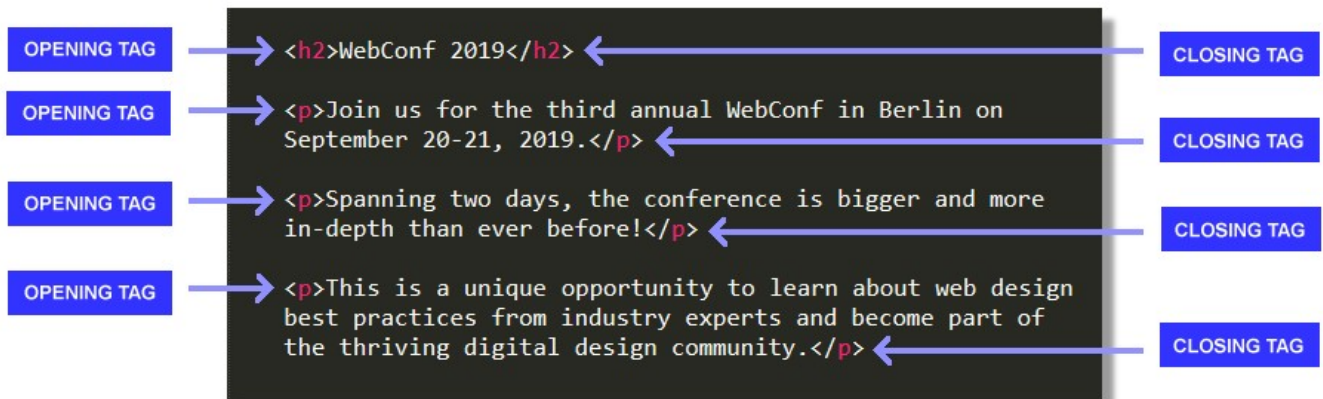 OPENING TAG
<h2>WebConf 2019</h2>
CLOSING TAG
OPENING TAG
<p>Join us for the third annual WebConf in Berlin on
September 20-21, 2019.</p>
CLOSING TAG
OPENING TAG
<p>Spanning two days, the conference is bigger and more
in-depth than ever before!</p>
CLOSING TAG
OPENING TAG
<p>This is a unique opportunity to learn about web design
best practices from industry experts and become part of
the thriving digital design community.</p>
CLOSING TAG